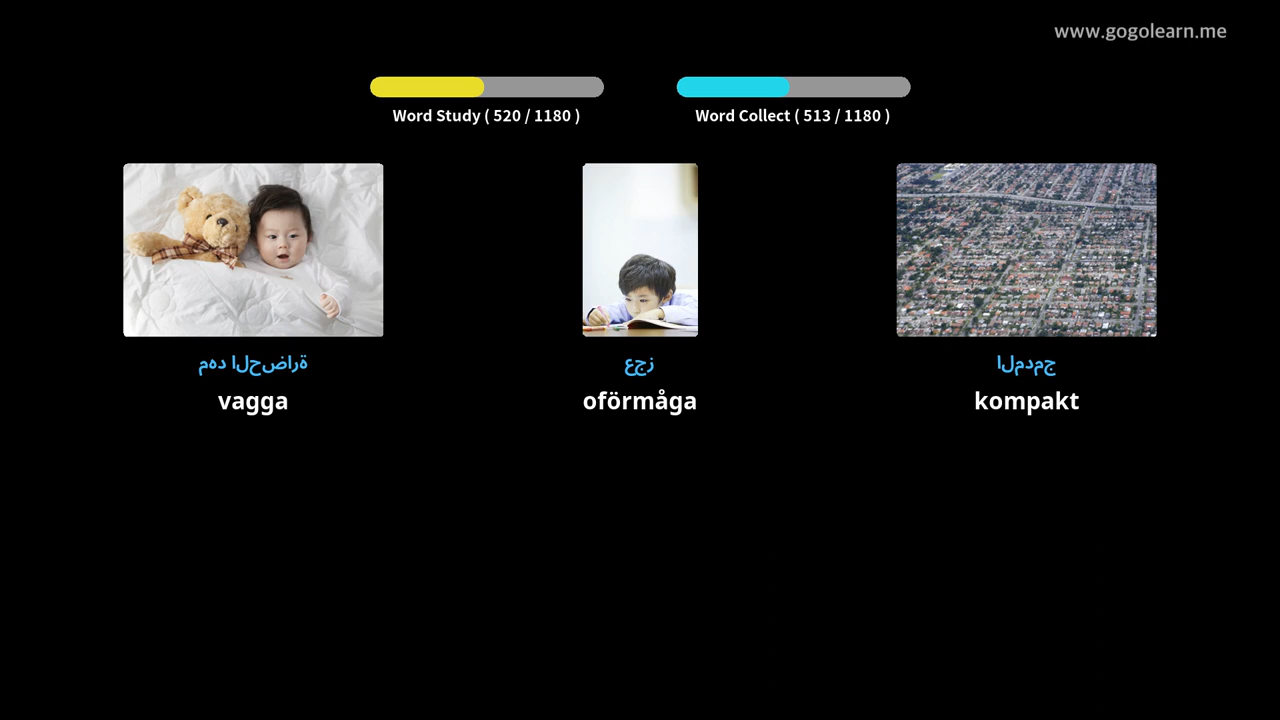 www.gogolearn.me
Word Study ( 520 / 1180 )
Word Collect ( 513 / 1180 )
مهد الحضارة
vagga
عجز
oförmåga
المدمج
kompakt